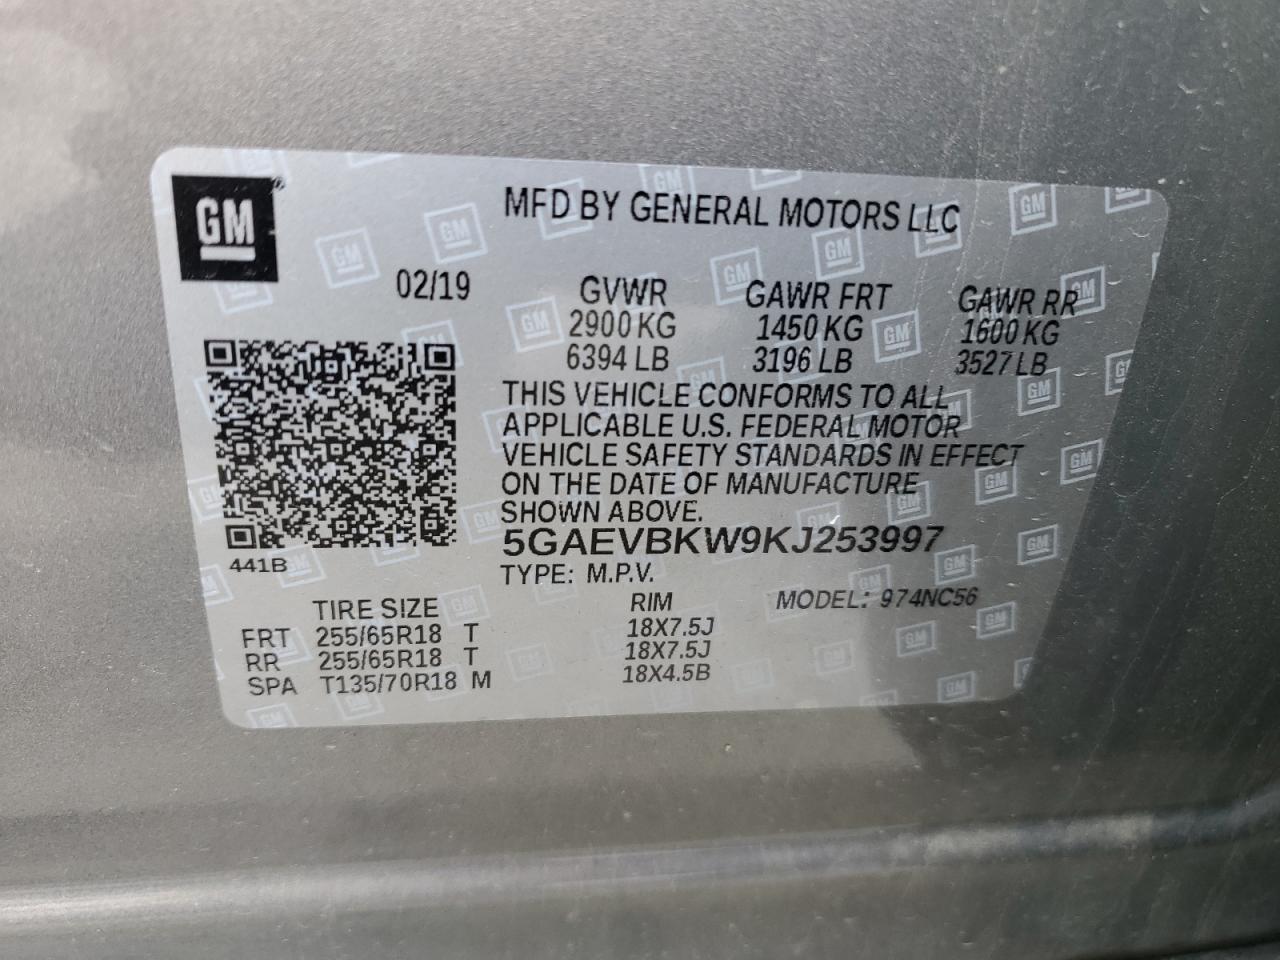 GM ®
MFD BY GENERAL MOTORS LLC
02/19
GVWR GAWR FRT GAWR RR
2900 KG 1450 KG 1600 KG
6394 LB 3196 LB 3527 LB
THIS VEHICLE CONFORMS TO ALL
APPLICABLE U.S. FEDERAL MOTOR
VEHICLE SAFETY STANDARDS IN EFFECT
ON THE DATE OF MANUFACTURE
SHOWN ABOVE.
5GAEVBKW9KJ253997
441B
TYPE: M.P.V.
MODEL: 974NC56
TIRE SIZE RIM
FRT 255/65R18 T 18X7.5J
RR 255/65R18 T 18X7.5J
SPA T135/70R18 M 18X4.5B